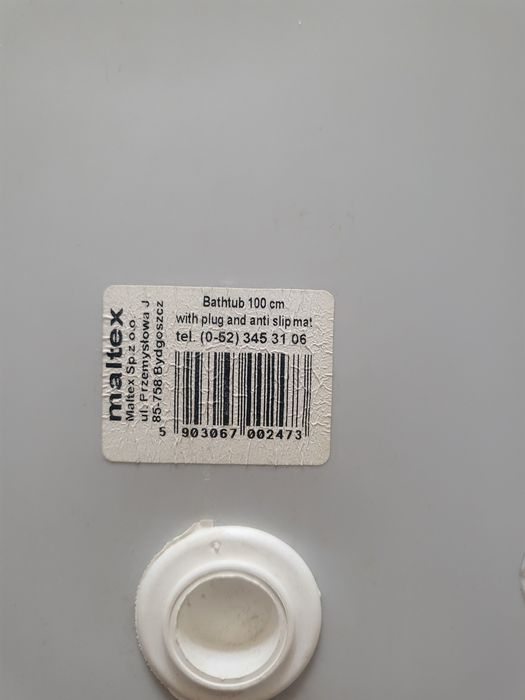 maltex
Maltex Sp.z o.o.
ul. Przemysłowa J
85-758 Bydgoszcz
Bathtub 100 cm
with plug and anti slip mat
tel. (0-52) 345 31 06
5 903067 002473